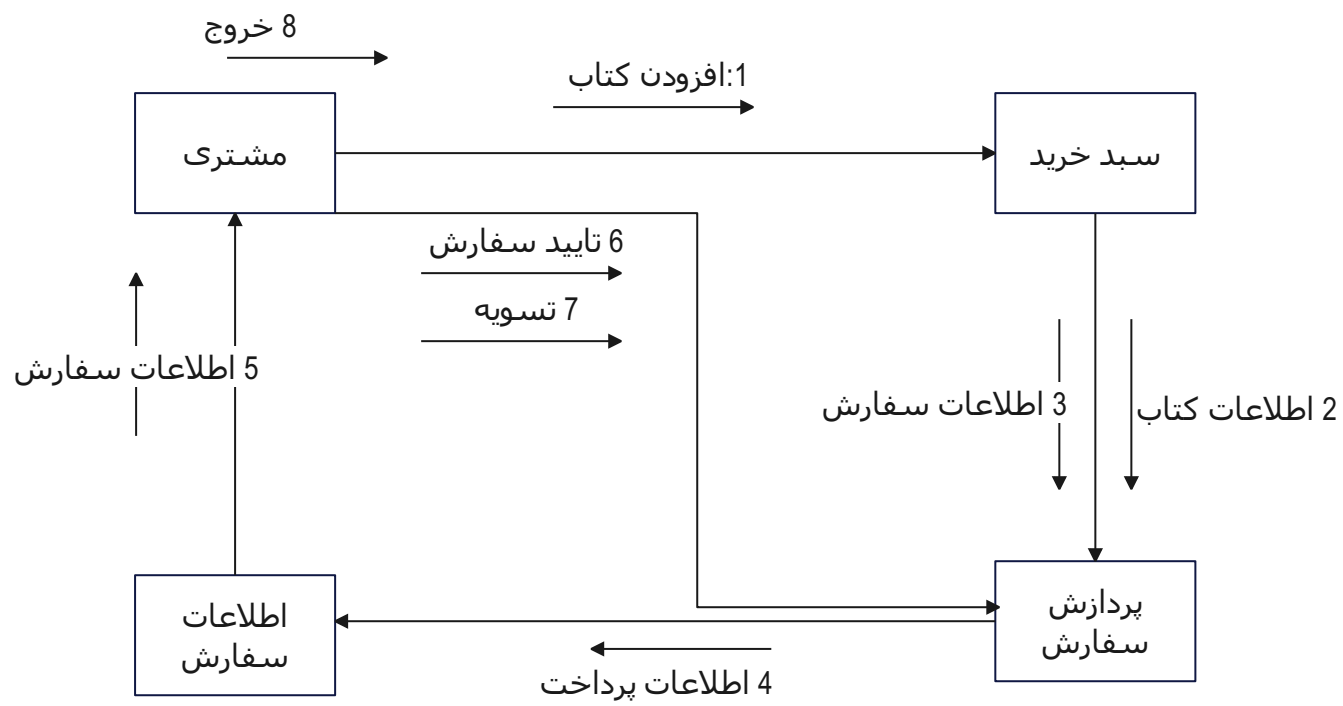 8 خروج
1:افزودن کتاب
مشتری
سبد خرید
6 تایید سفارش
7 تسویه
5 اطلاعات سفارش
3 اطلاعات سفارش
2 اطلاعات کتاب
پردازش
سفارش
اطلاعات
سفارش
4 اطلاعات پرداخت